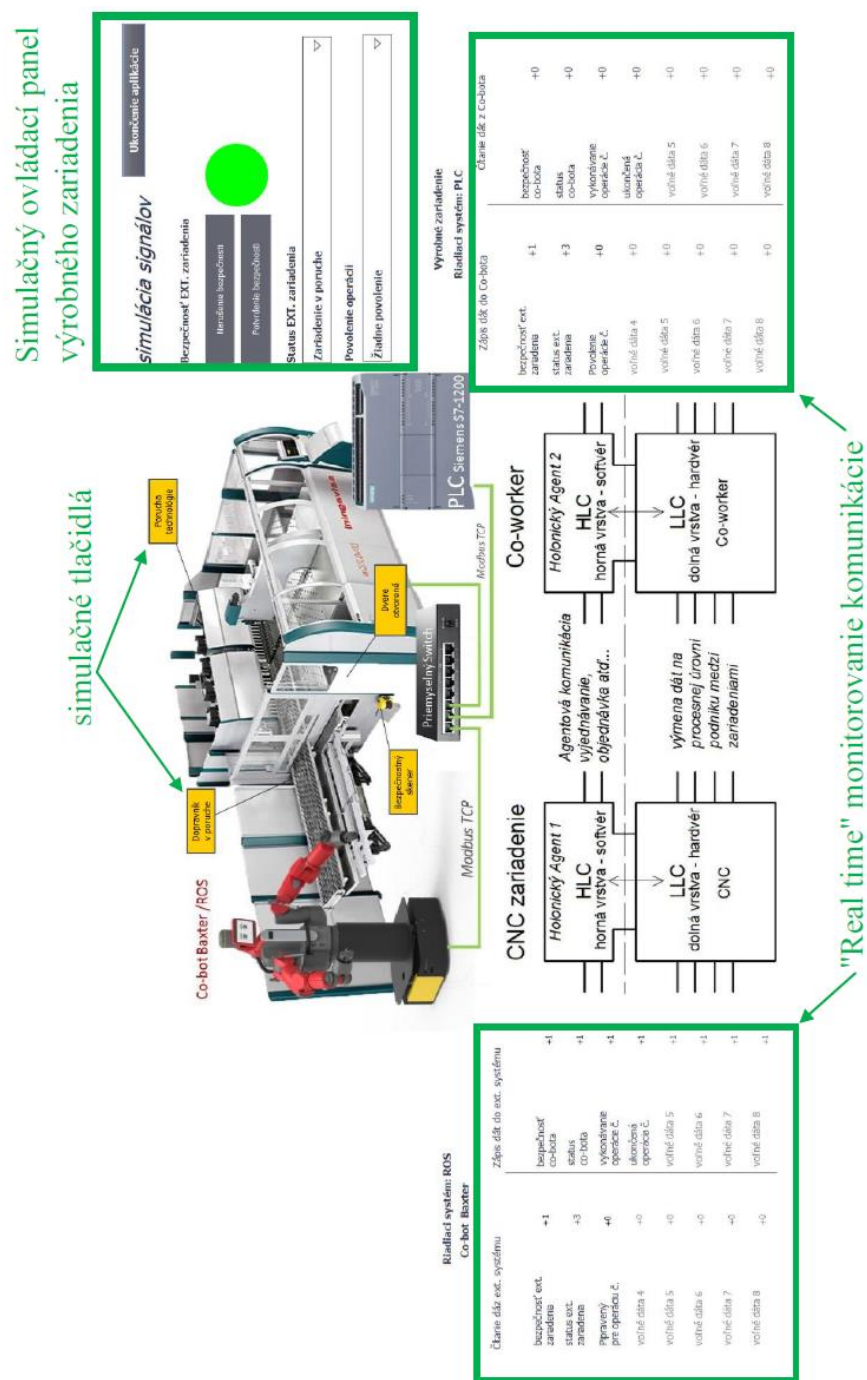 Simulačný ovládací panel
výrobného zariadenia
simulácia signálov
Ukončenie aplikácie
Bezpečnosť EXT. zariadenia
Narušenie bezpečnosti
Potvrdenie bezpečnosti
Status EXT. zariadenia
Zariadenie v poruche
Povolenie operácií
Žiadne povolenie
simulačné tlačidlá
Porucha
technológie
Dopravník
v poruche
Dvere
otvorené
Bezpečnostný
skener
Co-bot Baxter /ROS
PLC Siemens S7-1200
Priemyselný Switch
Modbus TCP
Modbus TCP
Výrobné zariadenie
Riadiaci systém: PLC
Zápis dát do Co-bota
Čítanie dát z Co-bota
bezpečnosť ext.
zariadenia +1
bezpečnosť
co-bota +0
status ext.
zariadenia +3
status
co-bota +0
Povolenie
operácie č. +0
vykonávanie
operácie č. +0
voľné dáta 4 +0
ukončená
operácia č. +0
voľné dáta 5 +0
voľné dáta 5 +0
voľné dáta 6 +0
voľné dáta 6 +0
voľné dáta 7 +0
voľné dáta 7 +0
voľné dáta 8 +0
voľné dáta 8 +0
CNC zariadenie
Holonický Agent 1
HLC
horná vrstva - softvér
LLC
dolná vrstva - hardvér
CNC
Agentová komunikácia
vyjednávanie,
objednávka atď...
výmena dát na
procesnej úrovni
podniku medzi
zariadeniami
Co-worker
Holonický Agent 2
HLC
horná vrstva - softvér
LLC
dolná vrstva - hardvér
Co-worker
Riadiaci systém: ROS
Co-bot Baxter
Čítanie dáz ext. systému
Zápis dát do ext. systému
bezpečnosť ext.
zariadenia +1
bezpečnosť
co-bota +1
status ext.
zariadenia +3
status
co-bota +1
Pipravený
pre operáciu č. +0
vykonávanie
operácie č. +1
voľné dáta 4 +0
ukončená
operácia č. +1
voľné dáta 5 +0
voľné dáta 5 +1
voľné dáta 6 +0
voľné dáta 6 +1
voľné dáta 7 +0
voľné dáta 7 +1
voľné dáta 8 +0
voľné dáta 8 +1
"Real time" monitorovanie komunikácie